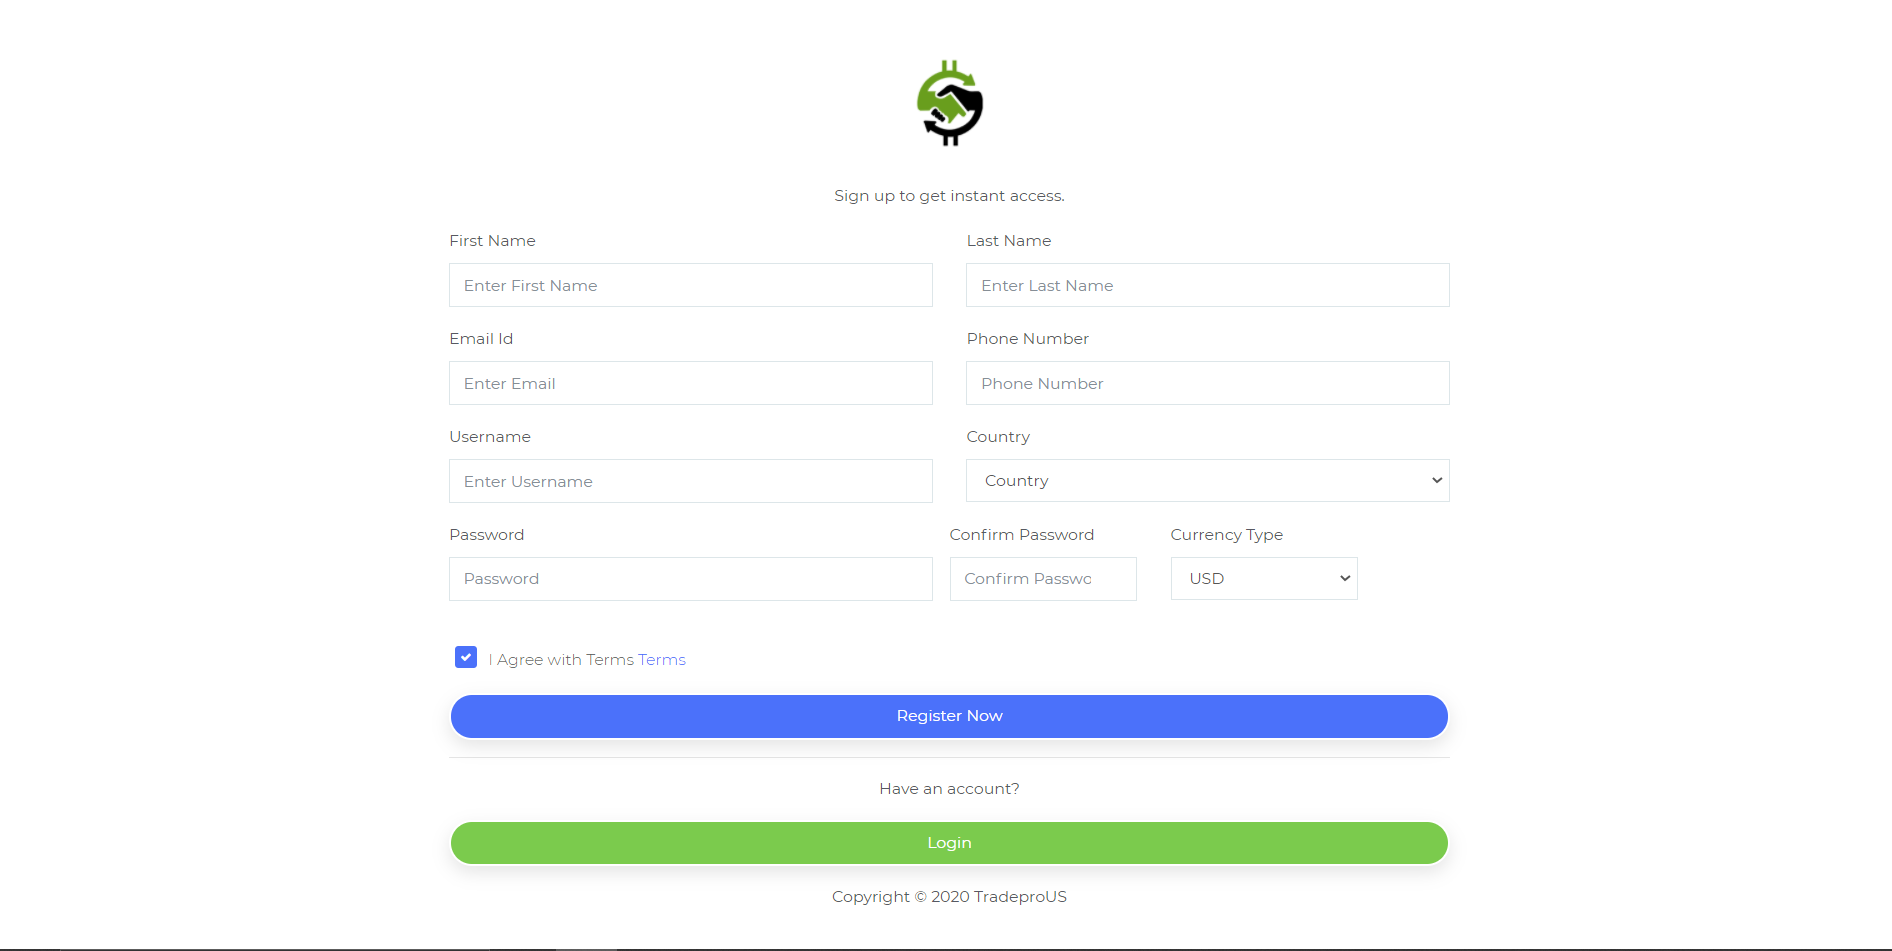 Sign up to get instant access.
First Name
Last Name
Enter First Name
Enter Last Name
Email Id
Phone Number
Enter Email
Phone Number
Username
Country
Enter Username
Country
Password
Confirm Password
Currency Type
Password
Confirm Passwo
USD
I Agree with Terms Terms
Register Now
Have an account?
Login
Copyright © 2020 TradeproUS